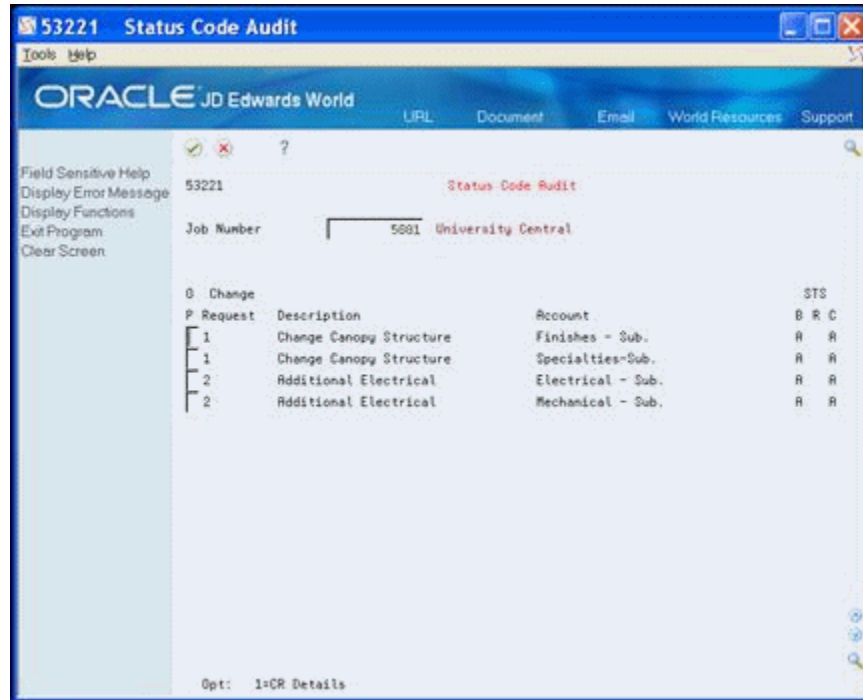 53221 Status Code Audit
Tools Help
ORACLE JD Edwards World
URL Document Email World Resources Support
?
Field Sensitive Help
Display Error Message
Display Functions
Exit Program
Clear Screen
53221 Status Code Audit
Job Number 5001 University Central
O Change STS
P Request Description Account B R C
1 Change Canopy Structure Finishes - Sub. A A
1 Change Canopy Structure Specialties-Sub. A A
2 Additional Electrical Electrical - Sub. A A
2 Additional Electrical Mechanical - Sub. A A
Opt: 1=CR Details